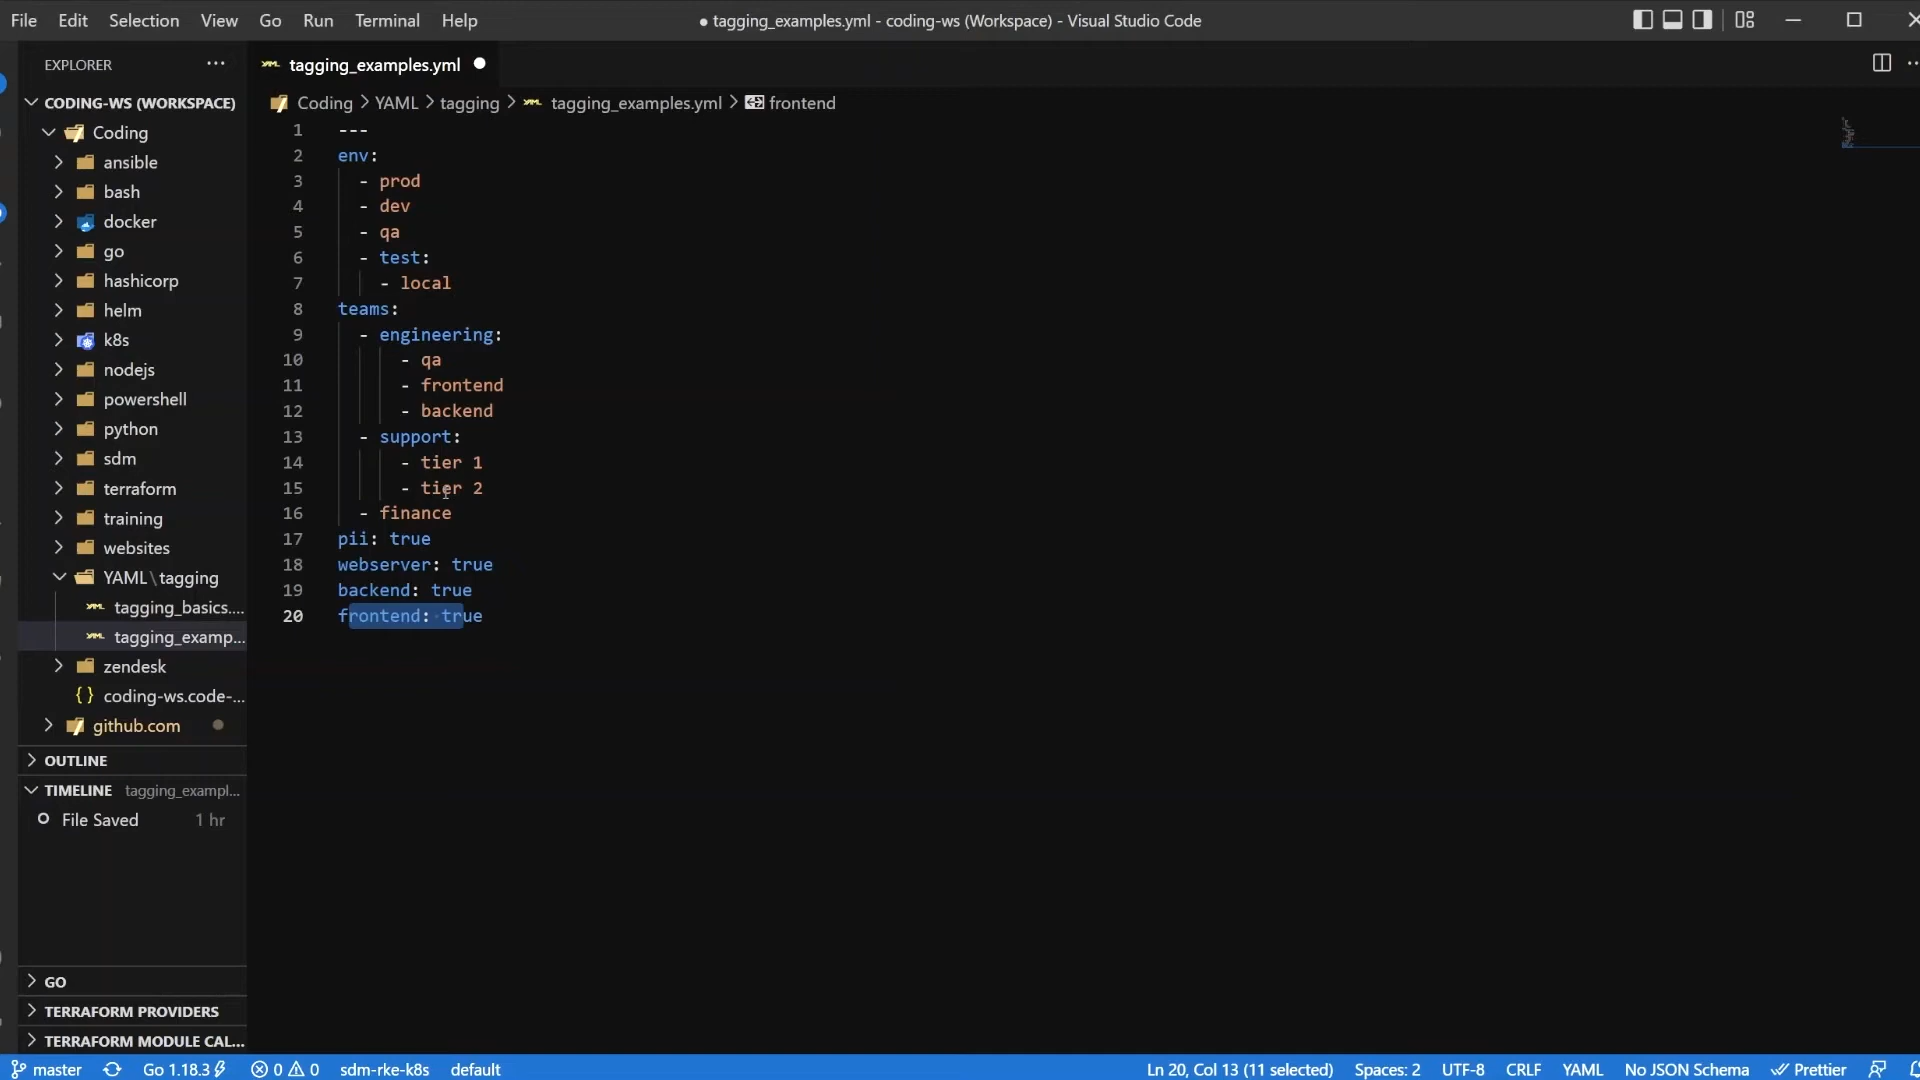 File Edit Selection View Go Run Terminal Help
● tagging_examples.yml - coding-ws (Workspace) - Visual Studio Code
EXPLORER ...
CODING-WS (WORKSPACE)
Coding
ansible
bash
docker
go
hashicorp
helm
k8s
nodejs
powershell
python
sdm
terraform
training
websites
YAML\tagging
tagging_basics....
tagging_examp...
zendesk
{ } coding-ws.code-...
github.com
OUTLINE
TIMELINE tagging_exampl...
File Saved 1 hr
GO
TERRAFORM PROVIDERS
TERRAFORM MODULE CAL...
tagging_examples.yml
Coding > YAML > tagging > tagging_examples.yml > frontend
1 ---
2 env:
3 - prod
4 - dev
5 - qa
6 - test:
7 - local
8 teams:
9 - engineering:
10 - qa
11 - frontend
12 - backend
13 - support:
14 - tier 1
15 - tier 2
16 - finance
17 pii: true
18 webserver: true
19 backend: true
20 frontend: true
master Go 1.18.3 0 0 sdm-rke-k8s default Ln 20, Col 13 (11 selected) Spaces: 2 UTF-8 CRLF YAML No JSON Schema Prettier